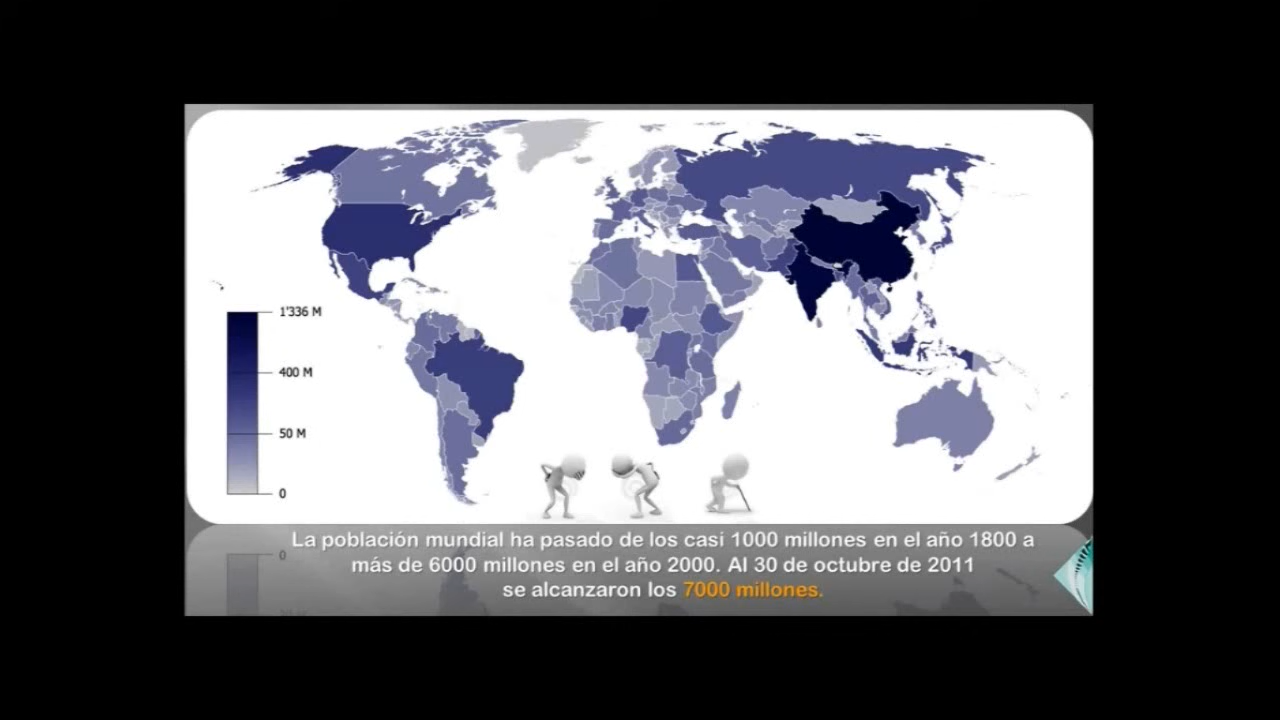 1'336 M
400 M
50 M
0
La población mundial ha pasado de los casi 1000 millones en el año 1800 a
más de 6000 millones en el año 2000. Al 30 de octubre de 2011
se alcanzaron los 7000 millones.
0